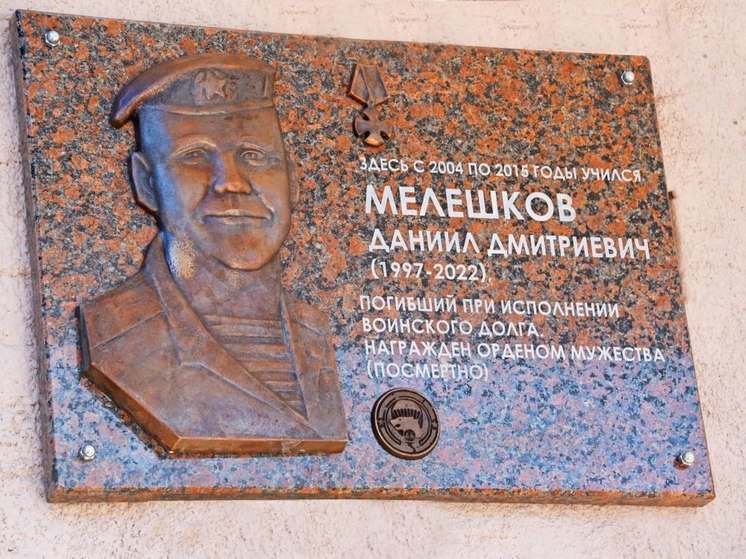 ЗДЕСЬ С 2004 ПО 2015 ГОДЫ УЧИЛСЯ
МЕЛЕШКОВ
ДАНИИЛ ДМИТРИЕВИЧ
(1997-2022),
ПОГИБШИЙ ПРИ ИСПОЛНЕНИИ
ВОИНСКОГО ДОЛГА.
НАГРАЖДЕН ОРДЕНОМ МУЖЕСТВА
(ПОСМЕРТНО)